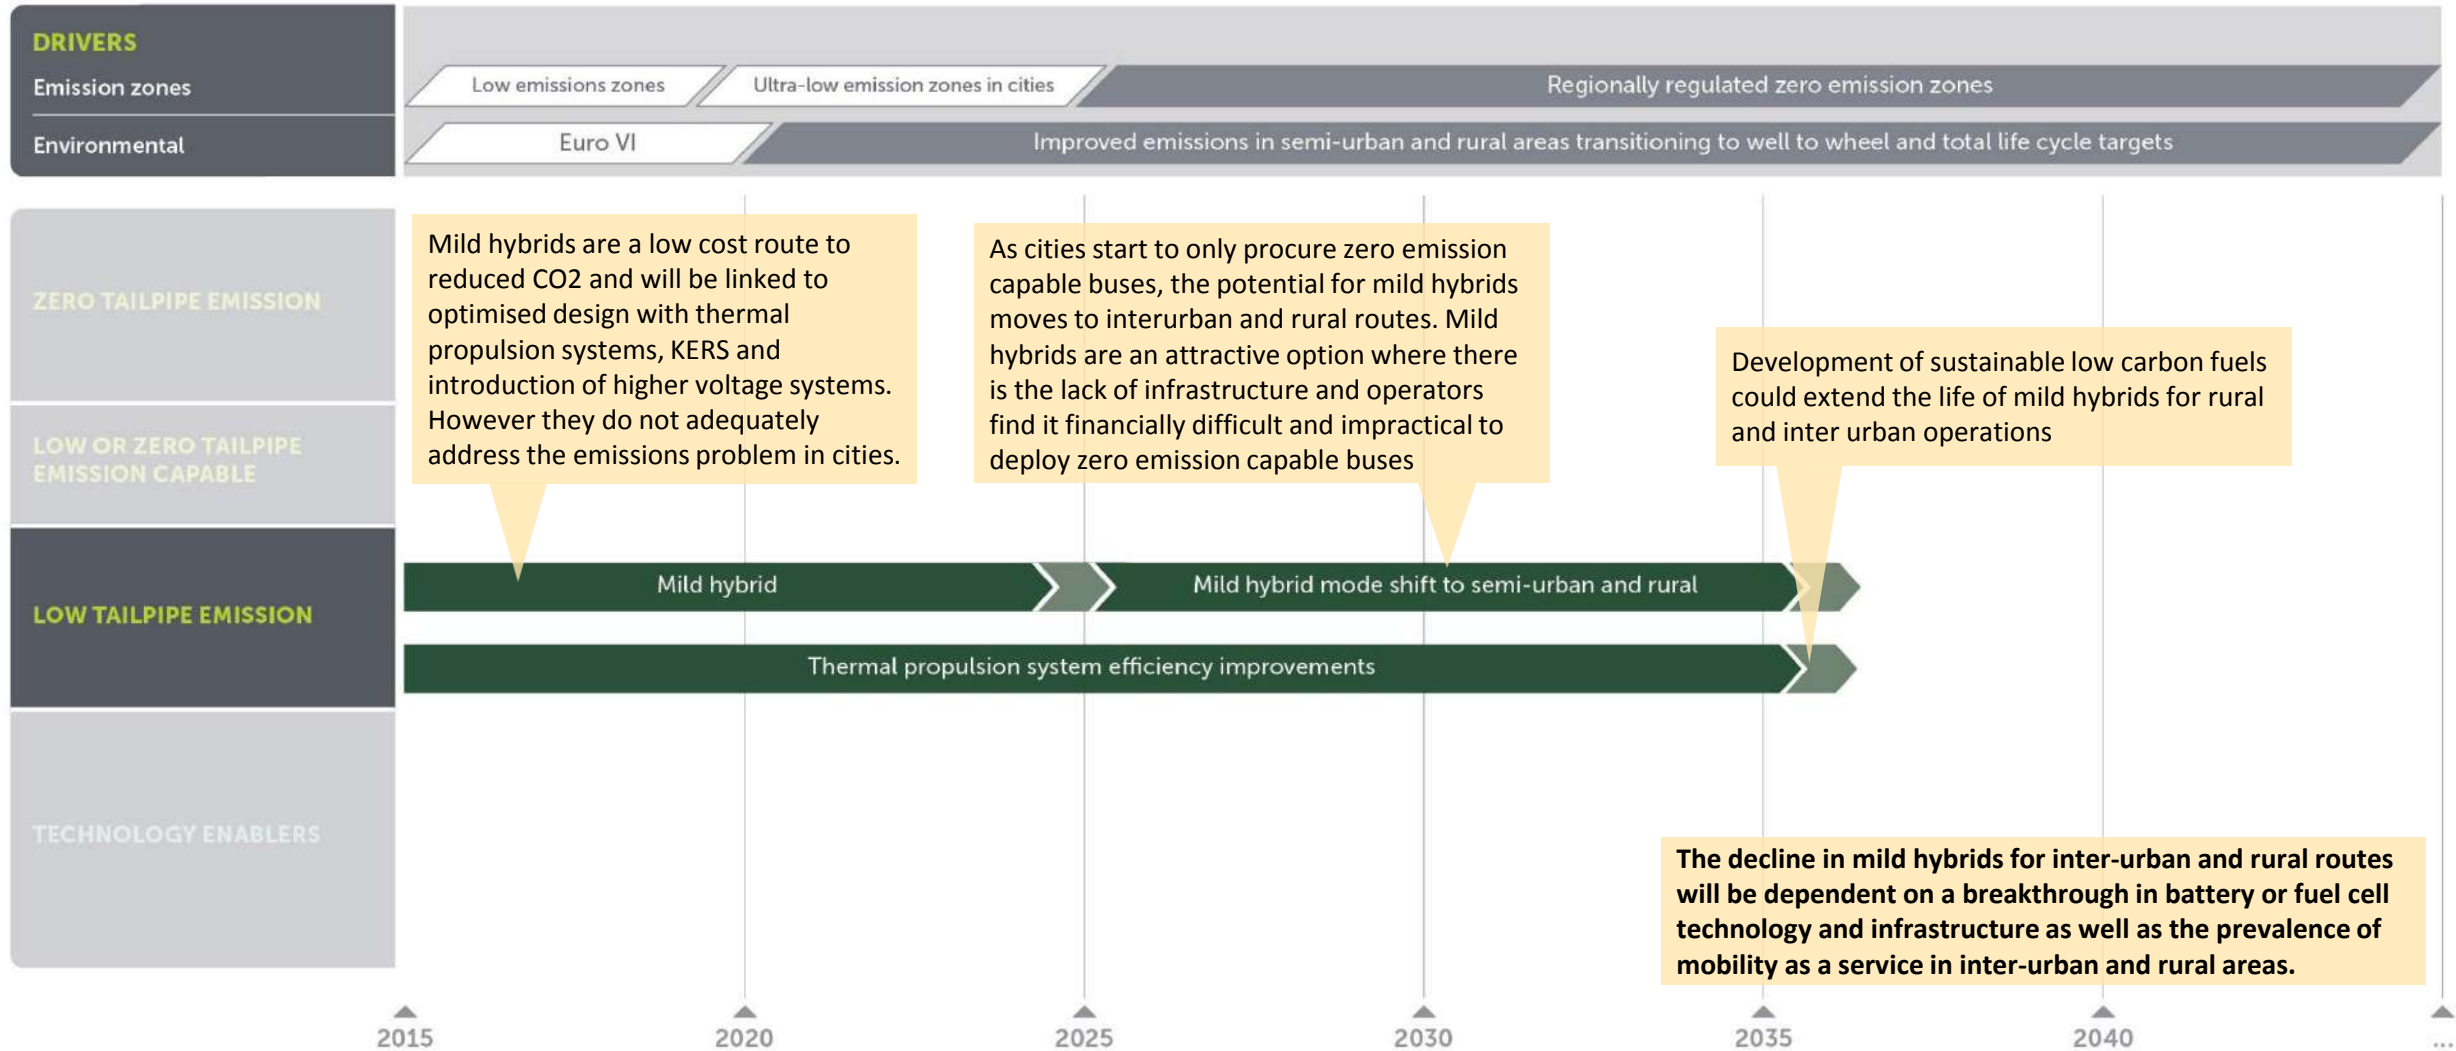 DRIVERS
Emission zones
Low emissions zones
Ultra-low emission zones in cities
Regionally regulated zero emission zones
Environmental
Euro VI
Improved emissions in semi-urban and rural areas transitioning to well to wheel and total life cycle targets
ZERO TAILPIPE EMISSION
LOW OR ZERO TAILPIPE
EMISSION CAPABLE
LOW TAILPIPE EMISSION
TECHNOLOGY ENABLERS
Mild hybrids are a low cost route to
reduced CO2 and will be linked to
optimised design with thermal
propulsion systems, KERS and
introduction of higher voltage systems.
However they do not adequately
address the emissions problem in cities.
As cities start to only procure zero emission
capable buses, the potential for mild hybrids
moves to interurban and rural routes. Mild
hybrids are an attractive option where there
is the lack of infrastructure and operators
find it financially difficult and impractical to
deploy zero emission capable buses
Development of sustainable low carbon fuels
could extend the life of mild hybrids for rural
and inter urban operations
Mild hybrid
Mild hybrid mode shift to semi-urban and rural
Thermal propulsion system efficiency improvements
The decline in mild hybrids for inter-urban and rural routes
will be dependent on a breakthrough in battery or fuel cell
technology and infrastructure as well as the prevalence of
mobility as a service in inter-urban and rural areas.
2015
2020
2025
2030
2035
2040
...